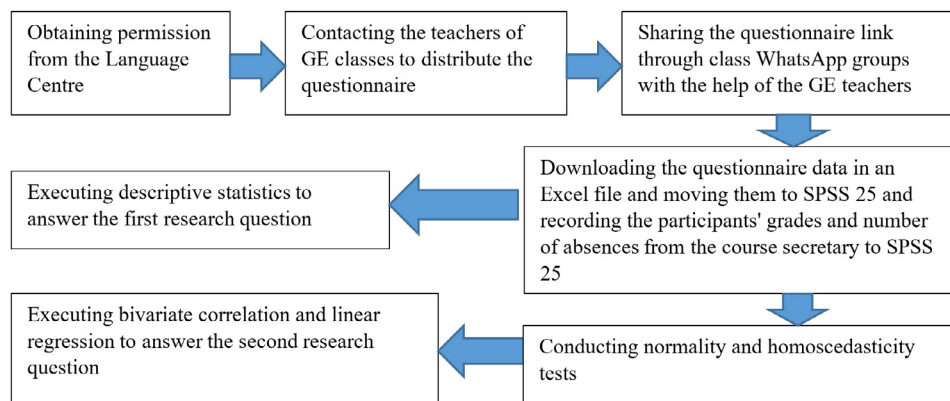 Obtaining permission
from the Language
Centre
Contacting the teachers of
GE classes to distribute the
questionnaire
Sharing the questionnaire link
through class WhatsApp groups
with the help of the GE teachers
Downloading the questionnaire data in an
Excel file and moving them to SPSS 25 and
recording the participants' grades and number
of absences from the course secretary to SPSS
25
Executing descriptive statistics to
answer the first research question
Conducting normality and homoscedasticity
tests
Executing bivariate correlation and linear
regression to answer the second research
question